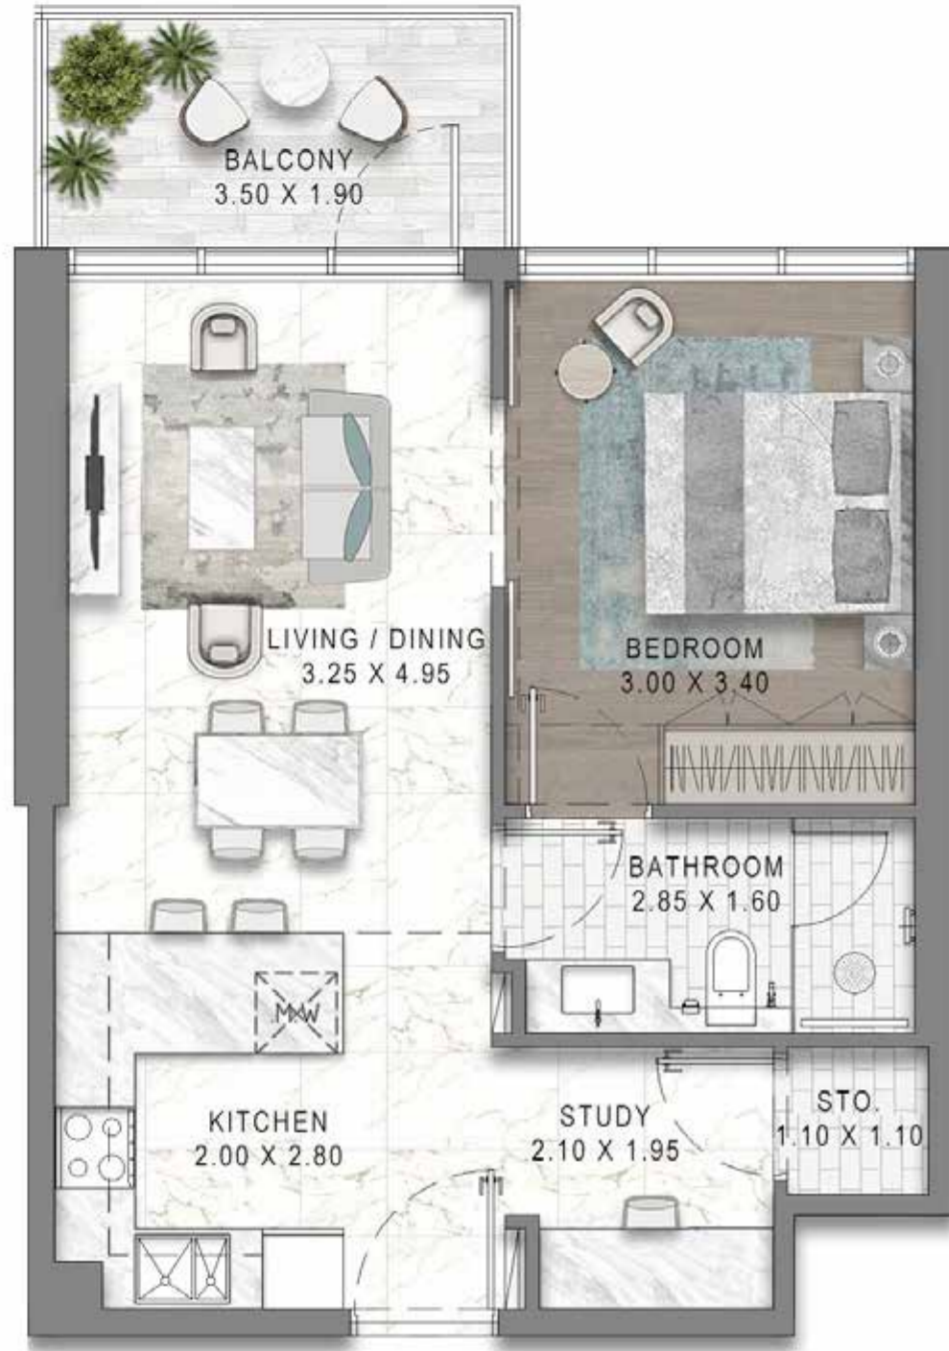 BALCONY
3.50 X 1.90
LIVING / DINING
3.25 X 4.95
BEDROOM
3.00 X 3.40
BATHROOM
2.85 X 1.60
M×W
KITCHEN
2.00 X 2.80
STUDY
2.10 X 1.95
STO.
1.10 X 1.10